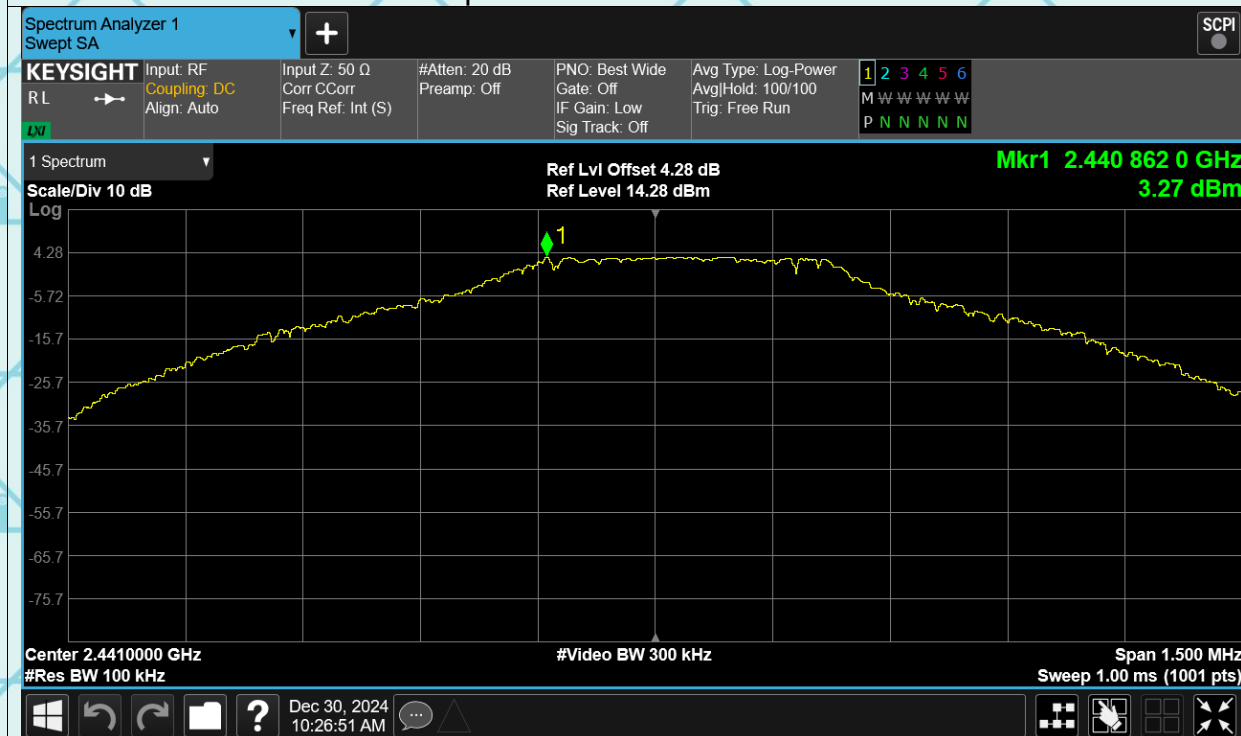 Spectrum Analyzer 1
Swept SA
+
SCPI
KEYSIGHT
RL
LXI
Input: RF
Coupling: DC
Align: Auto
Input Z: 50 Ω
Corr CCorr
Freq Ref: Int (S)
#Atten: 20 dB
Preamp: Off
PNO: Best Wide
Gate: Off
IF Gain: Low
Sig Track: Off
Avg Type: Log-Power
Avg|Hold: 100/100
Trig: Free Run
1 2 3 4 5 6
M W W W W W
P N N N N N
1 Spectrum
Scale/Div 10 dB
Ref Lvl Offset 4.28 dB
Ref Level 14.28 dBm
Mkr1 2.440 862 0 GHz
3.27 dBm
Log
1
4.28
-5.72
-15.7
-25.7
-35.7
-45.7
-55.7
-65.7
-75.7
Center 2.4410000 GHz
#Video BW 300 kHz
Span 1.500 MHz
#Res BW 100 kHz
Sweep 1.00 ms (1001 pts)
?
Dec 30, 2024
10:26:51 AM